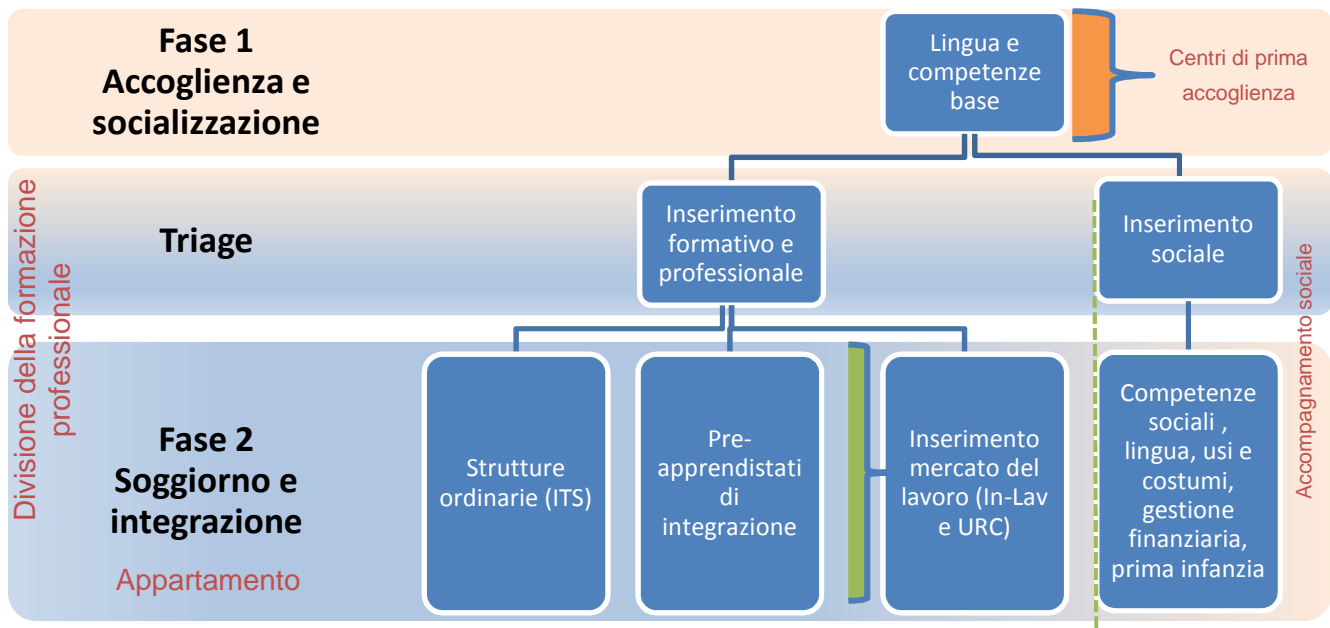 Fase 1
Accoglienza e
socializzazione
Lingua e
competenze
base
Centri di prima
accoglienza
Divisione della formazione
professionale
Triage
Inserimento
formativo e
professionale
Inserimento
sociale
Accompagnamento sociale
Fase 2
Soggiorno e
integrazione
Appartamento
Strutture
ordinarie (ITS)
Pre-
apprendistati
di
integrazione
Inserimento
mercato del
lavoro (In-Lav
e URC)
Competenze
sociali ,
lingua, usi e
costumi,
gestione
finanziaria,
prima infanzia